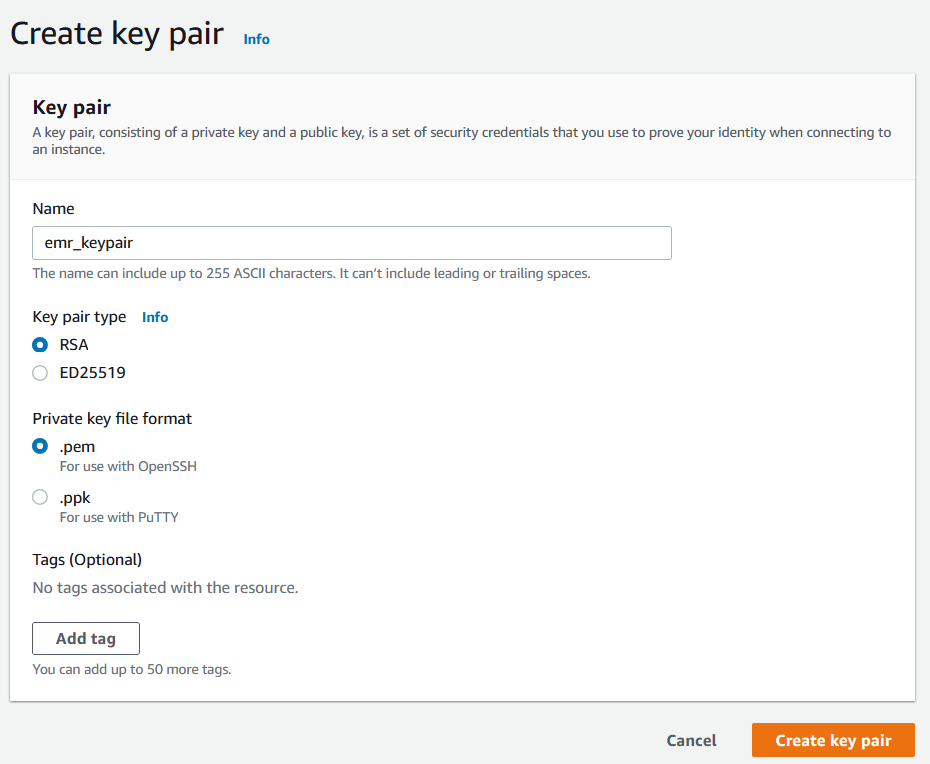 Create key pair Info
Key pair
A key pair, consisting of a private key and a public key, is a set of security credentials that you use to prove your identity when connecting to
an instance.
Name
emr_keypair
The name can include up to 255 ASCII characters. It can't include leading or trailing spaces.
Key pair type Info
RSA
ED25519
Private key file format
.pem
For use with OpenSSH
.ppk
For use with PuTTY
Tags (Optional)
No tags associated with the resource.
Add tag
You can add up to 50 more tags.
Cancel Create key pair